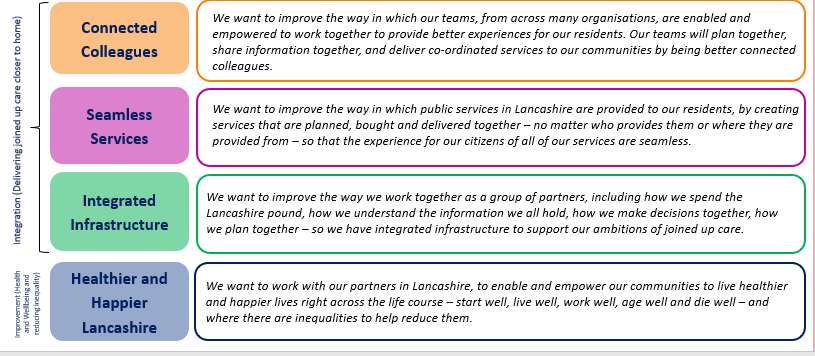 Integration (Delivering joined up care closer to home)
Connected
Colleagues
We want to improve the way in which our teams, from across many organisations, are enabled and
empowered to work together to provide better experiences for our residents. Our teams will plan together,
share information together, and deliver co-ordinated services to our communities by being better connected
colleagues.
Seamless
Services
We want to improve the way in which public services in Lancashire are provided to our residents, by creating
services that are planned, bought and delivered together – no matter who provides them or where they are
provided from – so that the experience for our citizens of all of our services are seamless.
Integrated
Infrastructure
We want to improve the way we work together as a group of partners, including how we spend the
Lancashire pound, how we understand the information we all hold, how we make decisions together, how
we plan together – so we have integrated infrastructure to support our ambitions of joined up care.
Improvement (Health
and Wellbeing and
reducing inequality)
Healthier and
Happier
Lancashire
We want to work with our partners in Lancashire, to enable and empower our communities to live healthier
and happier lives right across the life course – start well, live well, work well, age well and die well – and
where there are inequalities to help reduce them.